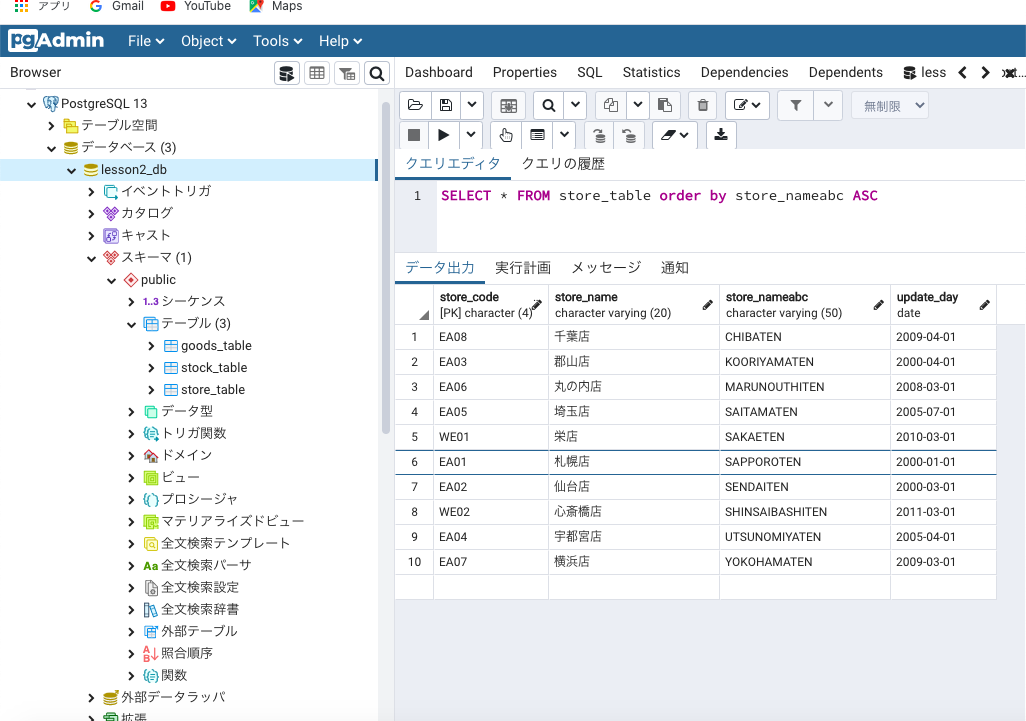 アプリ Gmail YouTube Maps
pgAdmin File Object Tools Help
Browser
PostgreSQL 13
テーブル空間
データベース (3)
lesson2_db
イベントトリガ
カタログ
キャスト
スキーマ (1)
public
1..3 シーケンス
テーブル (3)
goods_table
stock_table
store_table
データ型
トリガ関数
ドメイン
ビュー
プロシージャ
マテリアライズドビュー
全文検索テンプレート
Aa 全文検索パーサ
全文検索設定
全文検索辞書
外部テーブル
照合順序
関数
外部データラッパ
拡張
Dashboard Properties SQL Statistics Dependencies Dependents less
無制限
クエリエディタ クエリの履歴
1 SELECT * FROM store_table order by store_nameabc ASC
データ出力 実行計画 メッセージ 通知
store_code store_name store_nameabc update_day
[PK] character (4) character varying (20) character varying (50) date
1 EA08 千葉店 CHIBATEN 2009-04-01
2 EA03 郡山店 KOORIYAMATEN 2000-04-01
3 EA06 丸の内店 MARUNOUTHITEN 2008-03-01
4 EA05 埼玉店 SAITAMATEN 2005-07-01
5 WE01 栄店 SAKAETEN 2010-03-01
6 EA01 札幌店 SAPPOROTEN 2000-01-01
7 EA02 仙台店 SENDAITEN 2000-03-01
8 WE02 心斎橋店 SHINSAIBASHITEN 2011-03-01
9 EA04 宇都宮店 UTSUNOMIYATEN 2005-04-01
10 EA07 横浜店 YOKOHAMATEN 2009-03-01